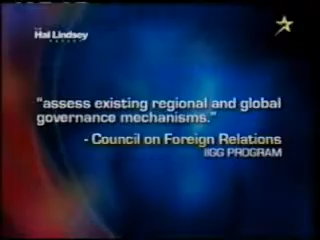 THE
Hal Lindsey
REPORT
"assess existing regional and global
governance mechanisms."
- Council on Foreign Relations
IIGG PROGRAM